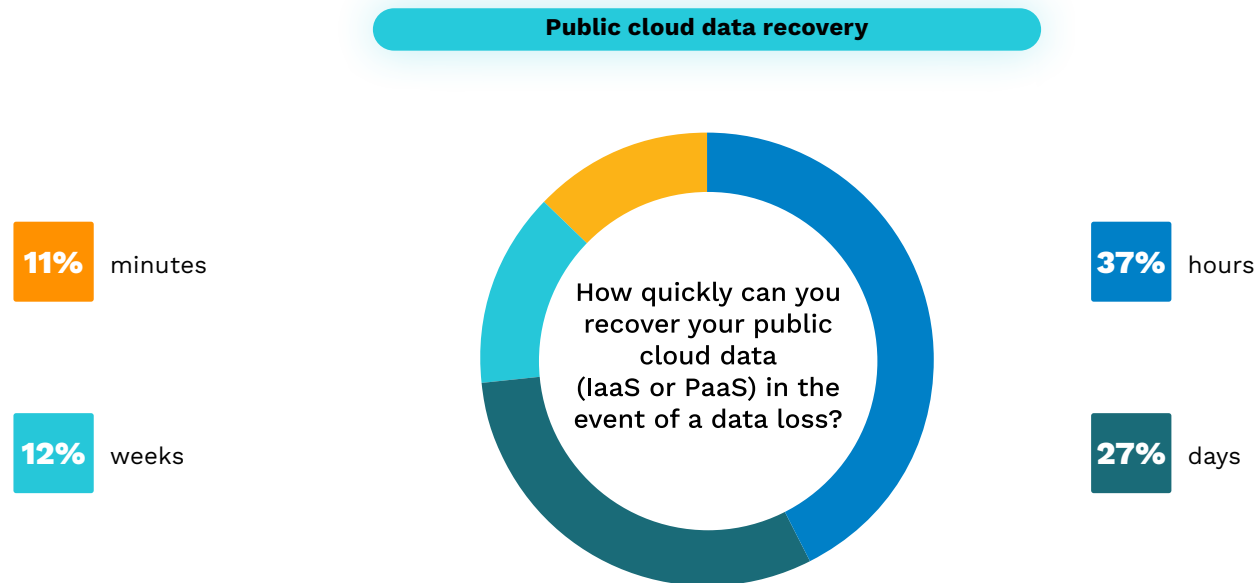 Public cloud data recovery
11% minutes
37% hours
How quickly can you
recover your public
cloud data
(IaaS or PaaS) in the
event of a data loss?
12% weeks
27% days